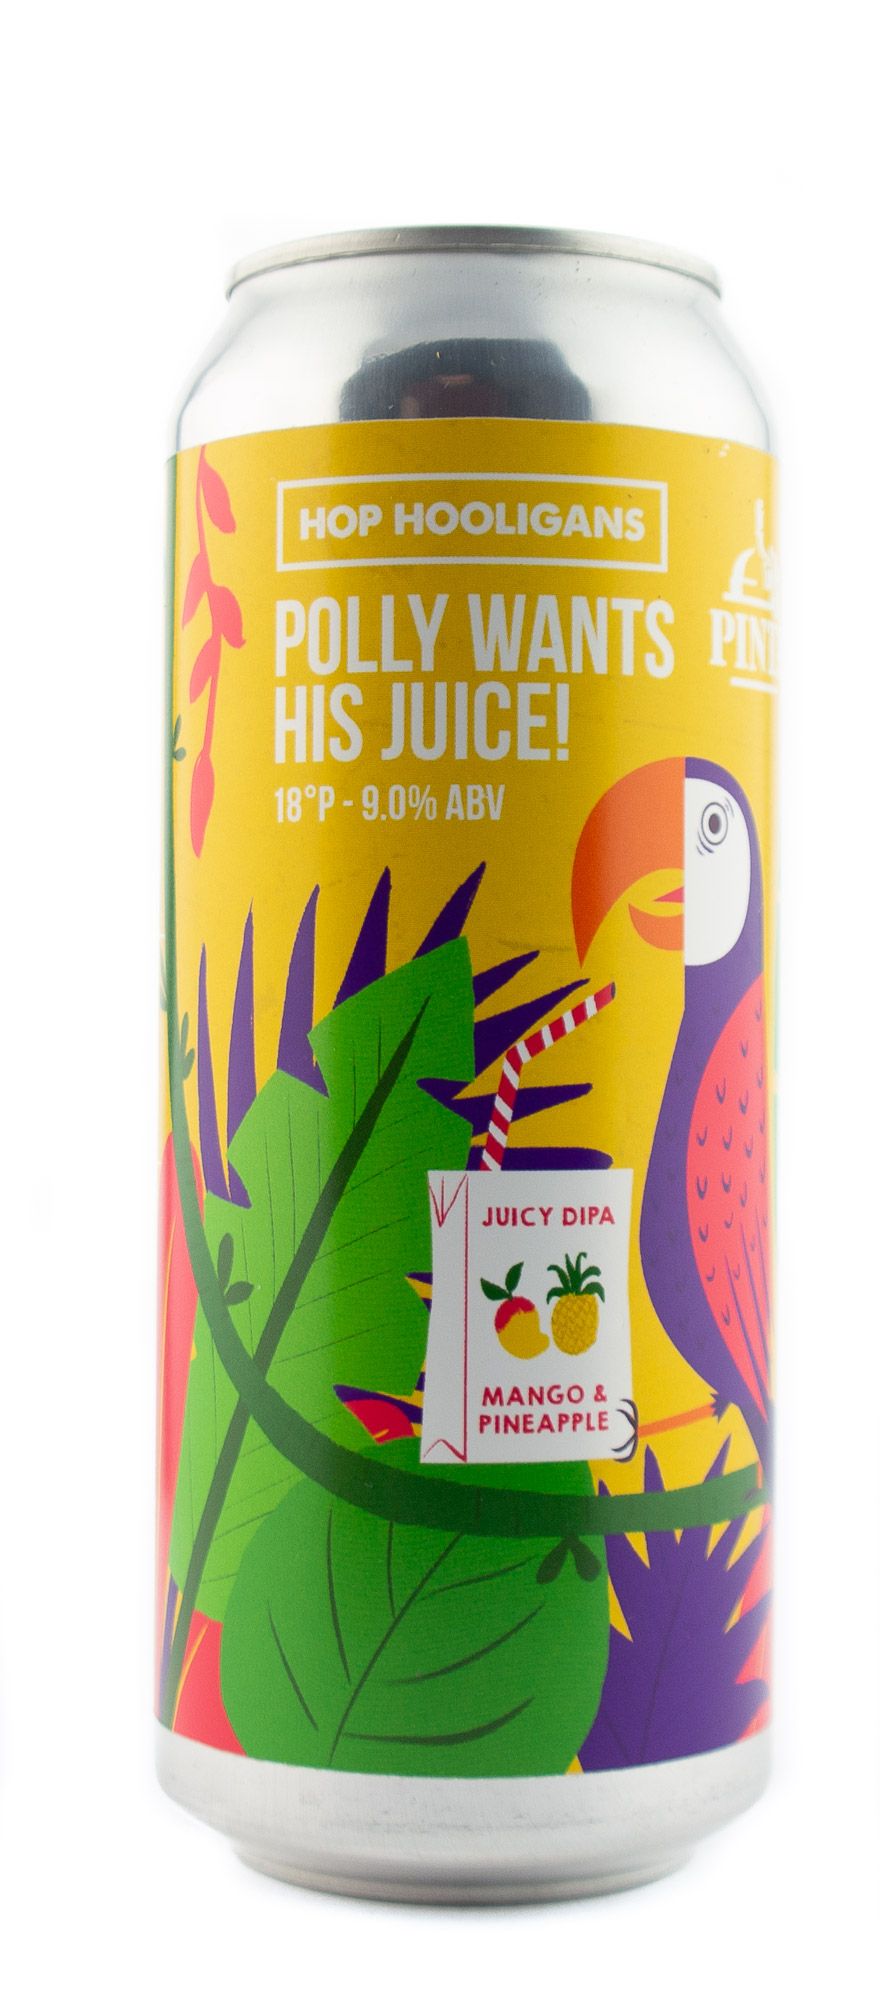 HOP HOOLIGANS
POLLY WANTS
HIS JUICE!
18°P - 9.0% ABV
JUICY DIPA
MANGO &
PINEAPPLE